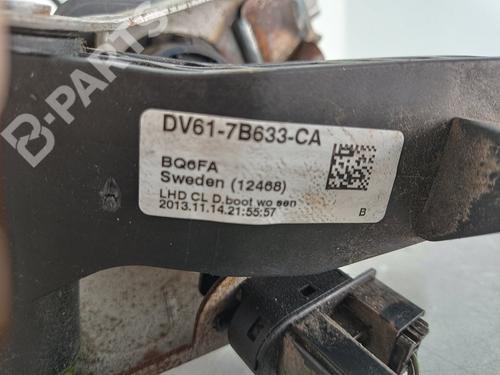 B-PARTS
DV61-7B633-CA
BQ6FA
Sweden (12468)
LHD CL D.boot wo sen
2013.11.14.21:55:57
B